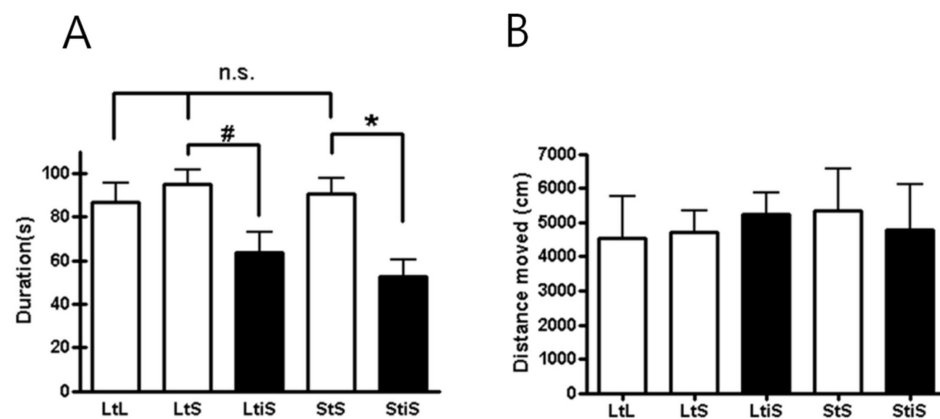 A
n.s.
#
*
Duration(s)
100
80
60
40
20
0
LtL LtS LtiS StS StiS
B
Distance moved (cm)
7000
6000
5000
4000
3000
2000
1000
0
LtL LtS LtiS StS StiS